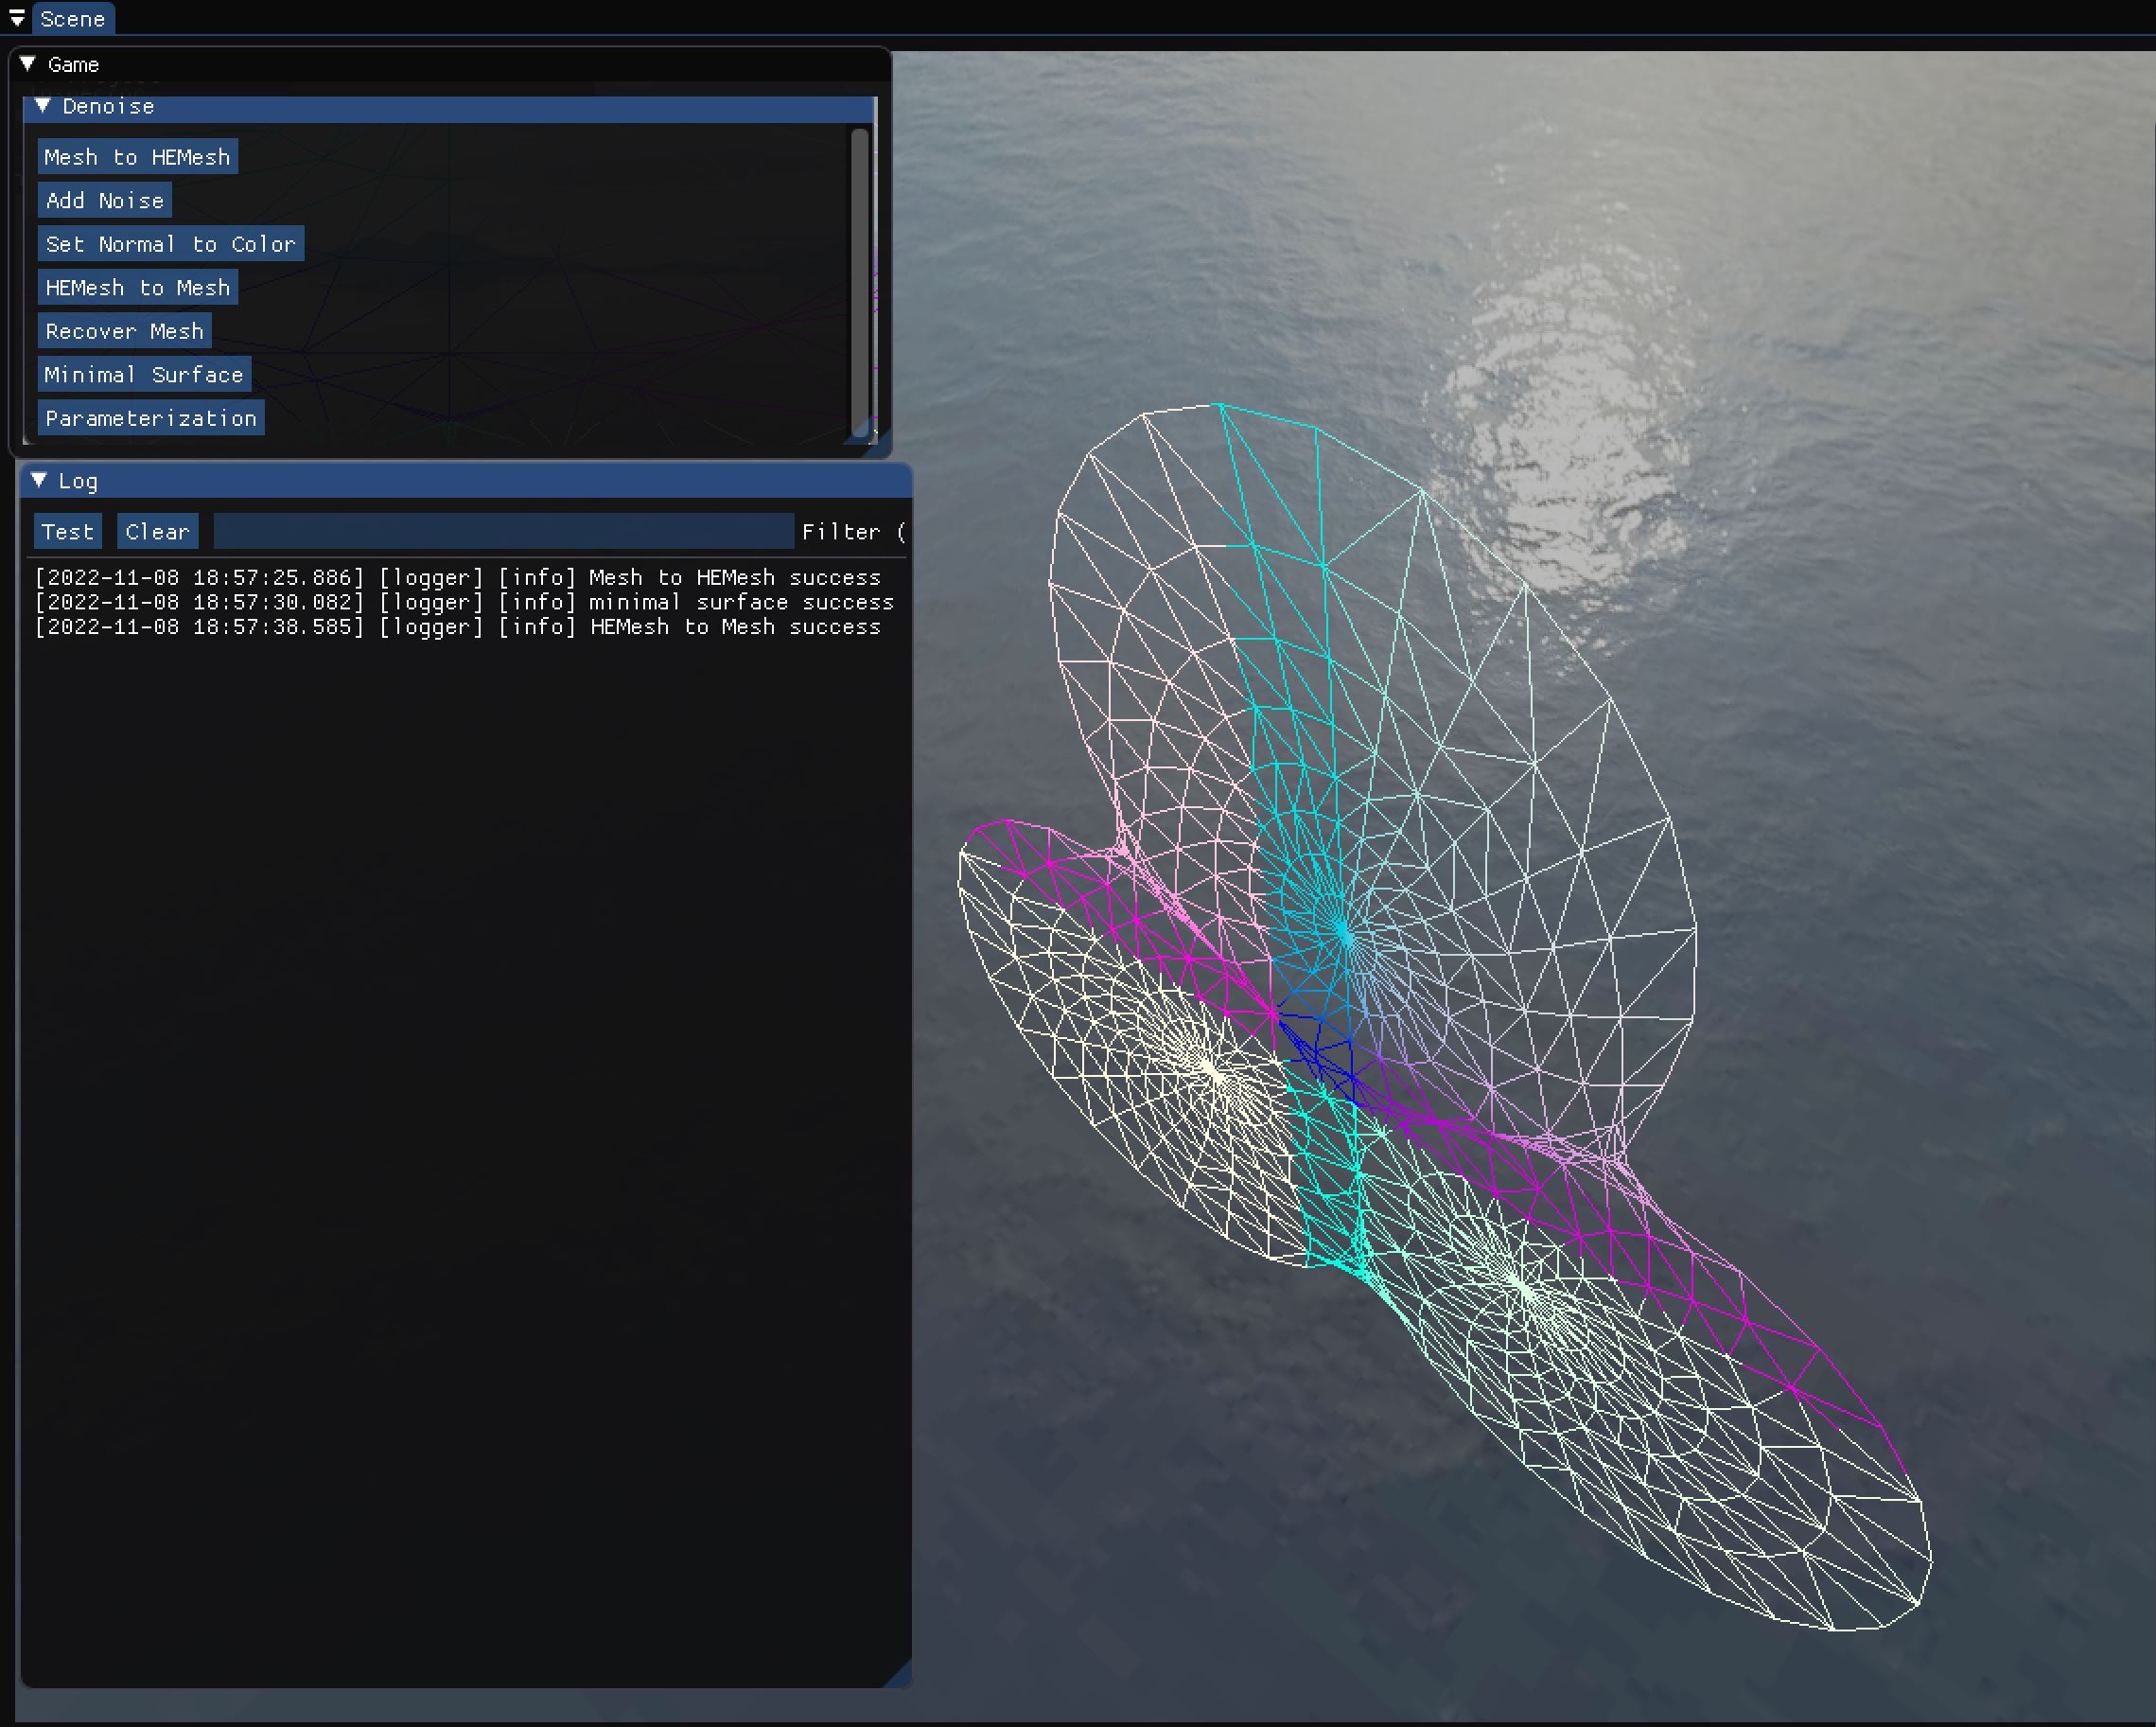 Scene
Game
Denoise
Mesh to HEMesh
Add Noise
Set Normal to Color
HEMesh to Mesh
Recover Mesh
Minimal Surface
Parameterization
Log
Test Clear Filter (
[2022-11-08 18:57:25.886] [logger] [info] Mesh to HEMesh success
[2022-11-08 18:57:30.082] [logger] [info] minimal surface success
[2022-11-08 18:57:38.585] [logger] [info] HEMesh to Mesh success